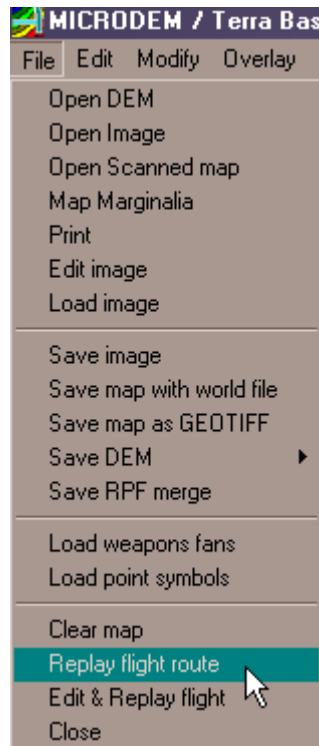 MICRODEM / Terra Bas
File Edit Modify Overlay
Open DEM
Open Image
Open Scanned map
Map Marginalia
Print
Edit image
Load image
Save image
Save map with world file
Save map as GEOTIFF
Save DEM
Save RPF merge
Load weapons fans
Load point symbols
Clear map
Replay flight route
Edit & Replay flight
Close